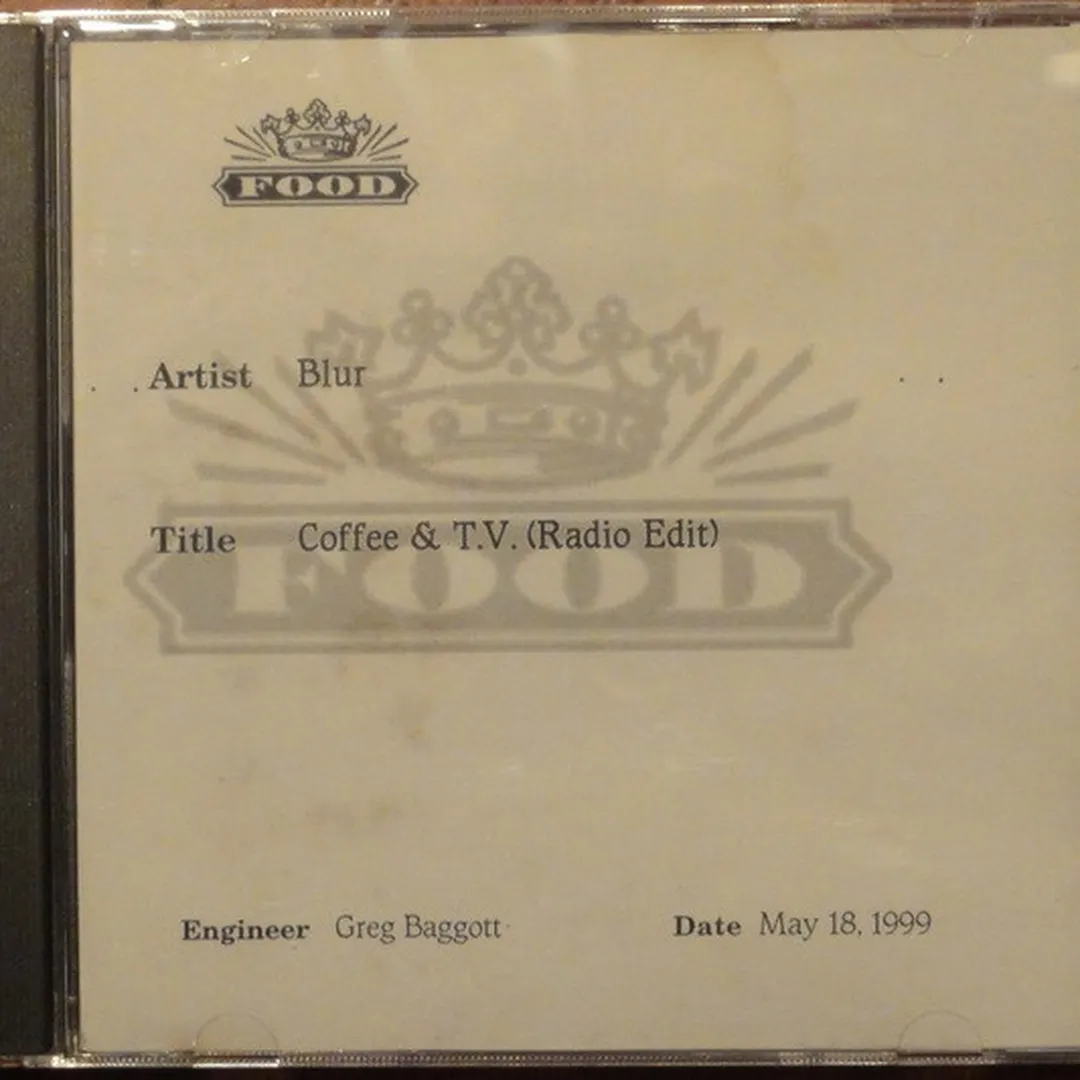 FOOD
Artist Blur
Title Coffee & T.V. (Radio Edit)
FOOD
Engineer Greg Baggott
Date May 18, 1999